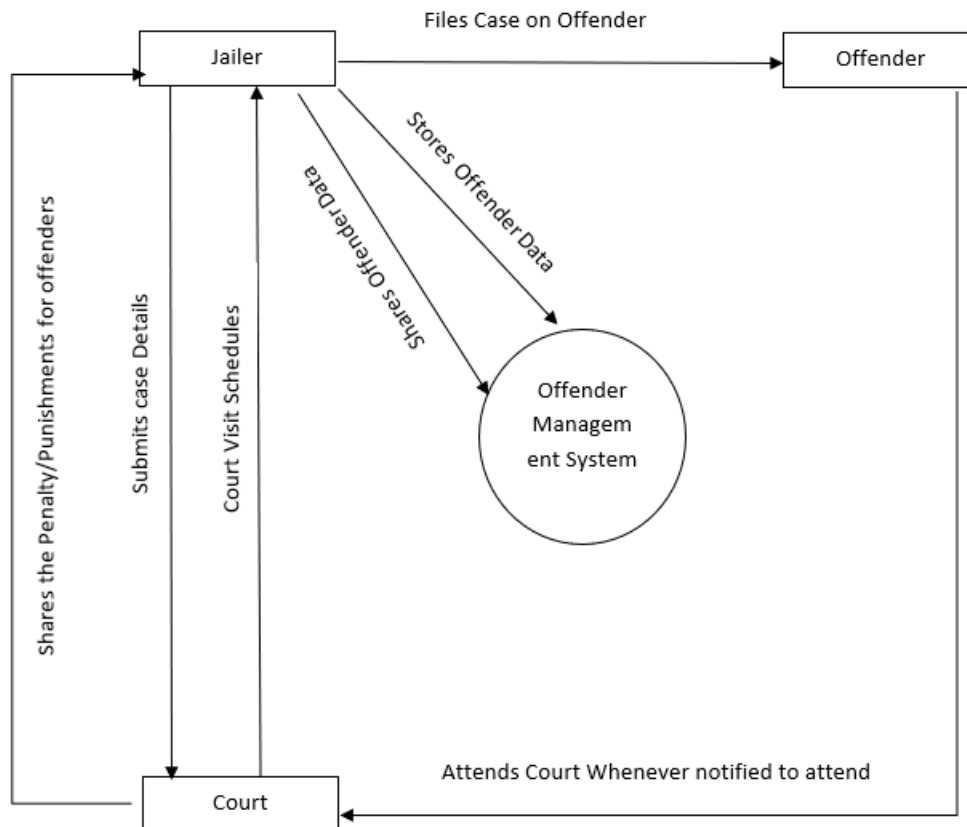 Files Case on Offender
Jailer
Offender
Stores Offender Data
Shares Offender Data
Shares the Penalty/Punishments for offenders
Submits case Details
Court Visit Schedules
Offender
Managem
ent System
Attends Court Whenever notified to attend
Court